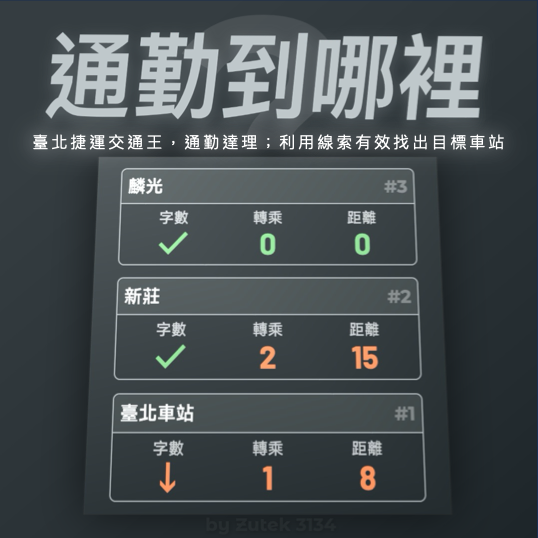 通勤到哪裡
臺北捷運交通王，通勤達理；利用線索有效找出目標車站
麟光 #3
字數 轉乘 距離
✓ 0 0
新莊 #2
字數 轉乘 距離
✓ 2 15
臺北車站 #1
字數 轉乘 距離
↓ 1 8
by Zutek 3134